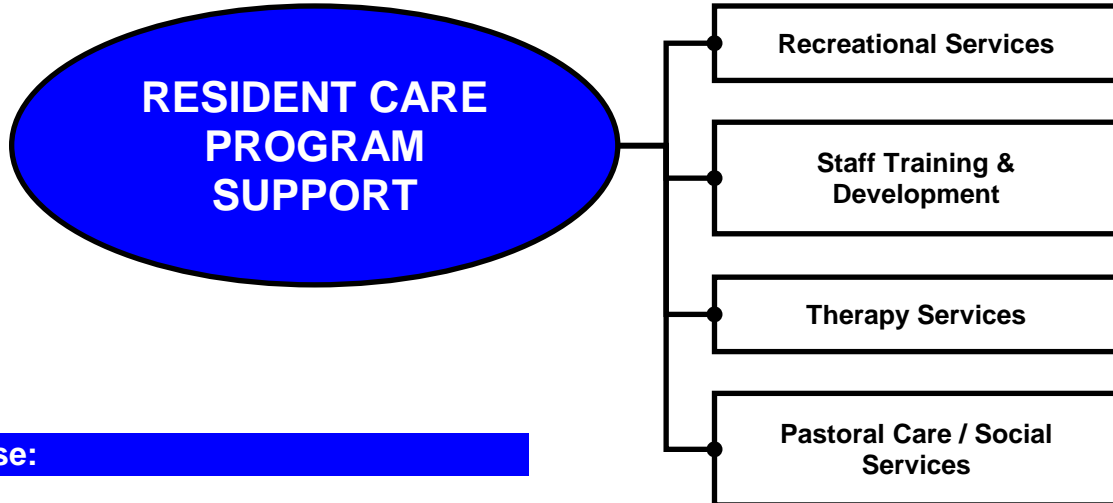 RESIDENT CARE
PROGRAM
SUPPORT
Recreational Services
Staff Training &
Development
Therapy Services
Pastoral Care / Social
Services
se: